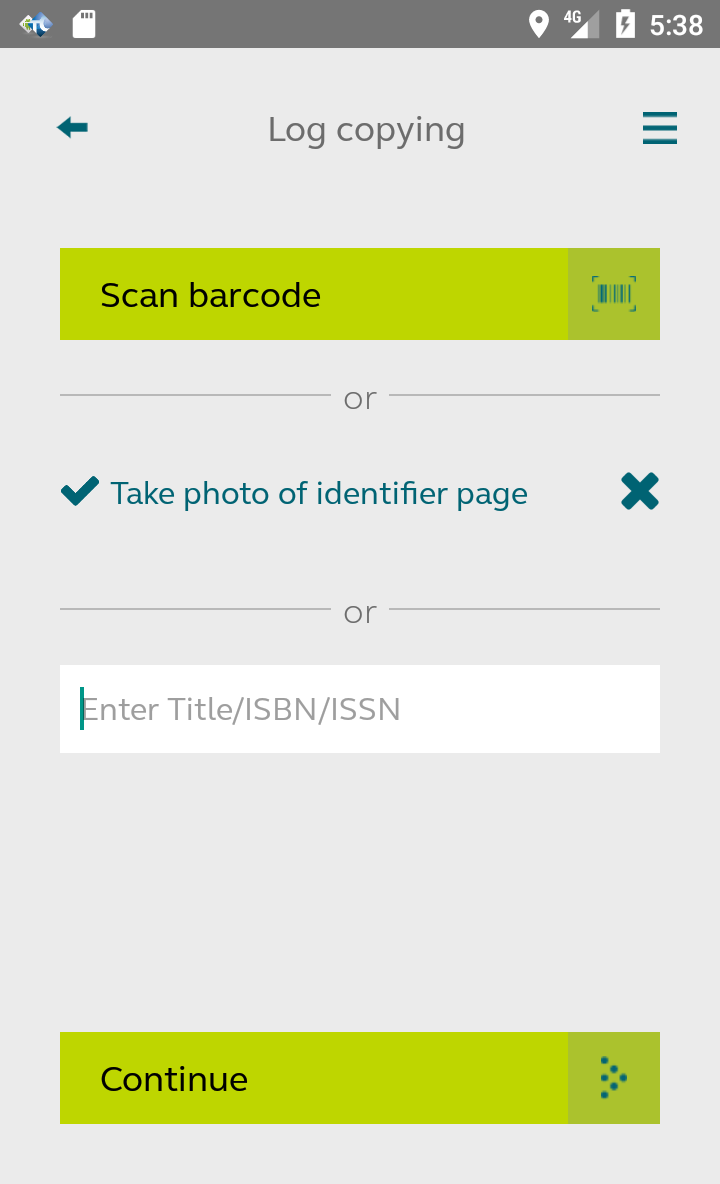 4G 5:38
Log copying
Scan barcode
or
Take photo of identifier page
or
Enter Title/ISBN/ISSN
Continue